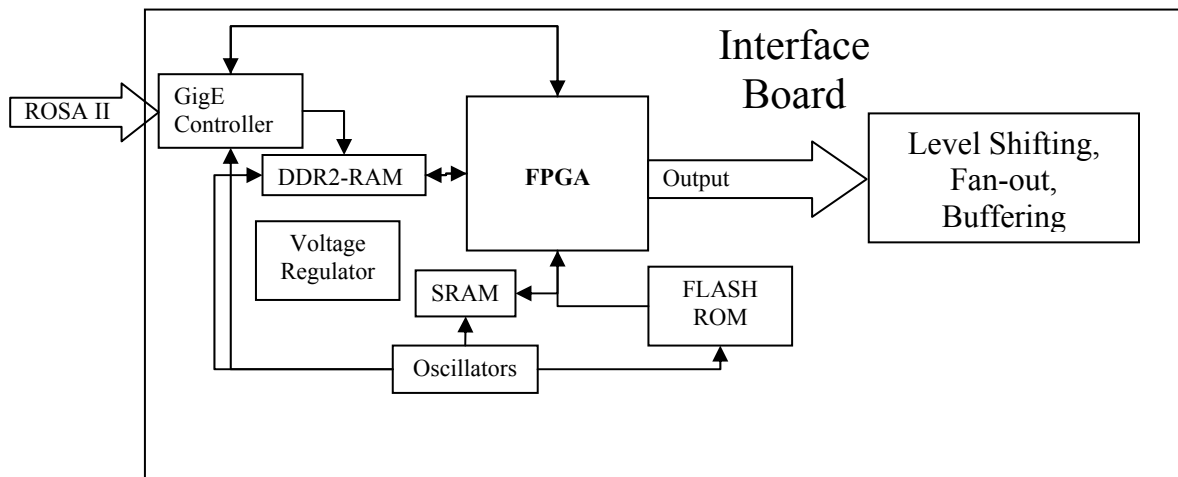 Interface
Board
ROSA II
GigE
Controller
DDR2-RAM
FPGA
Output
Level Shifting,
Fan-out,
Buffering
Voltage
Regulator
SRAM
FLASH
ROM
Oscillators